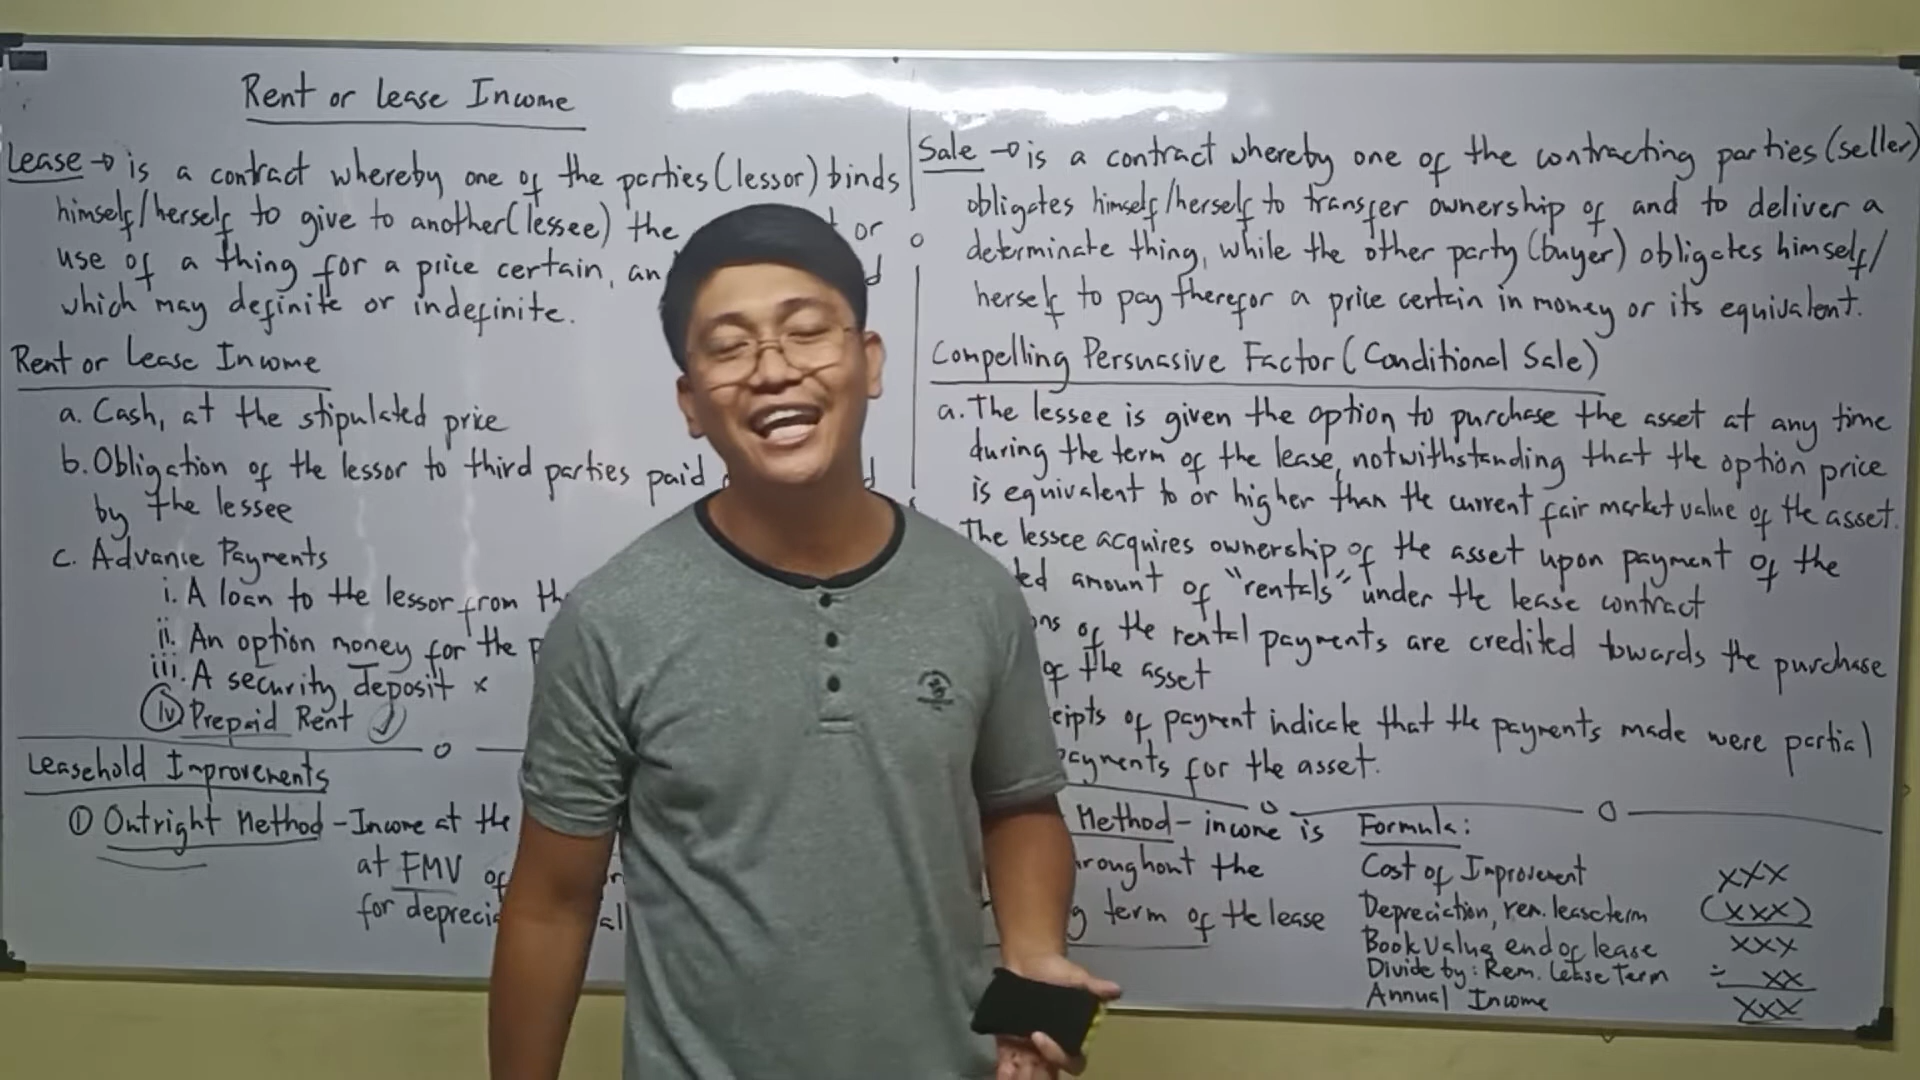 Rent or Lease Income
Lease → is a contract whereby one of the parties (lessor) binds
himself/herself to give to another (lessee) the or
use of a thing for a price certain, an d
which may definite or indefinite.
Rent or Lease Income
a. Cash, at the stipulated price
b. Obligation of the lessor to third parties paid
by the lessee
c. Advance Payments
i. A loan to the lessor from th
ii. An option money for the p
iii. A security deposit x
iv Prepaid Rent ✓
Leasehold Improvements
① Outright Method - Income at the
at FMV of
for deprecia
Sale → is a contract whereby one of the contracting parties (seller)
obligates himself/herself to transfer ownership of and to deliver a
determinate thing, while the other party (buyer) obligates himself/
herself to pay therefor a price certain in money or its equivalent.
Compelling Persuasive Factor (Conditional Sale)
a. The lessee is given the option to purchase the asset at any time
during the term of the lease, notwithstanding that the option price
is equivalent to or higher than the current fair market value of the asset.
The lessee acquires ownership of the asset upon payment of the
ted amount of "rentals" under the lease contract
ons of the rental payments are credited towards the purchase
of the asset
eipts of payment indicate that the payments made were partial
payments for the asset.
Method - income is
hroughout the
g term of the lease
Formula:
Cost of Improvement xxx
Depreciation, rem. lease term (xxx)
Book Value, end of lease xxx
Divide by: Rem. Lease Term ÷ xx
Annual Income xxx